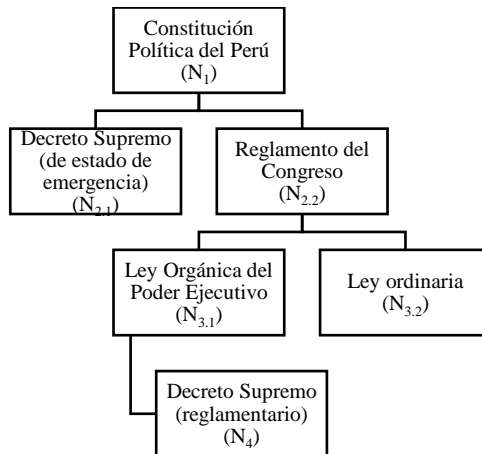 Constitución
Política del Perú
(N₁)
Decreto Supremo
(de estado de
emergencia)
(N₂.₁)
Reglamento del
Congreso
(N₂.₂)
Ley Orgánica del
Poder Ejecutivo
(N₃.₁)
Ley ordinaria
(N₃.₂)
Decreto Supremo
(reglamentario)
(N₄)